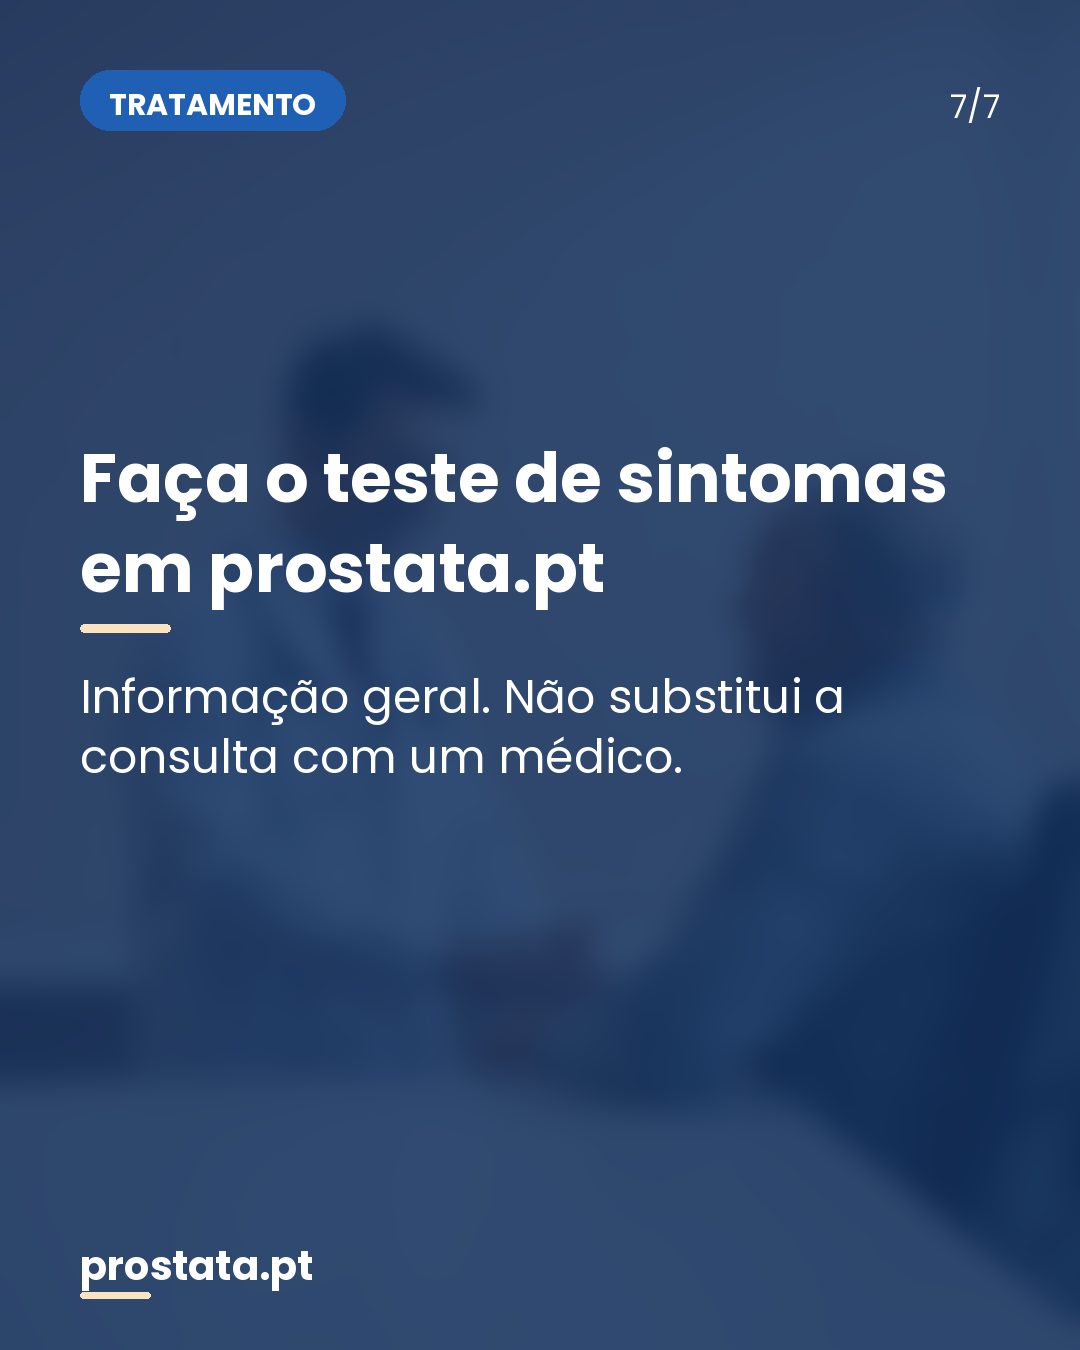 TRATAMENTO
7/7
Faça o teste de sintomas
em prostata.pt
Informação geral. Não substitui a
consulta com um médico.
prostata.pt